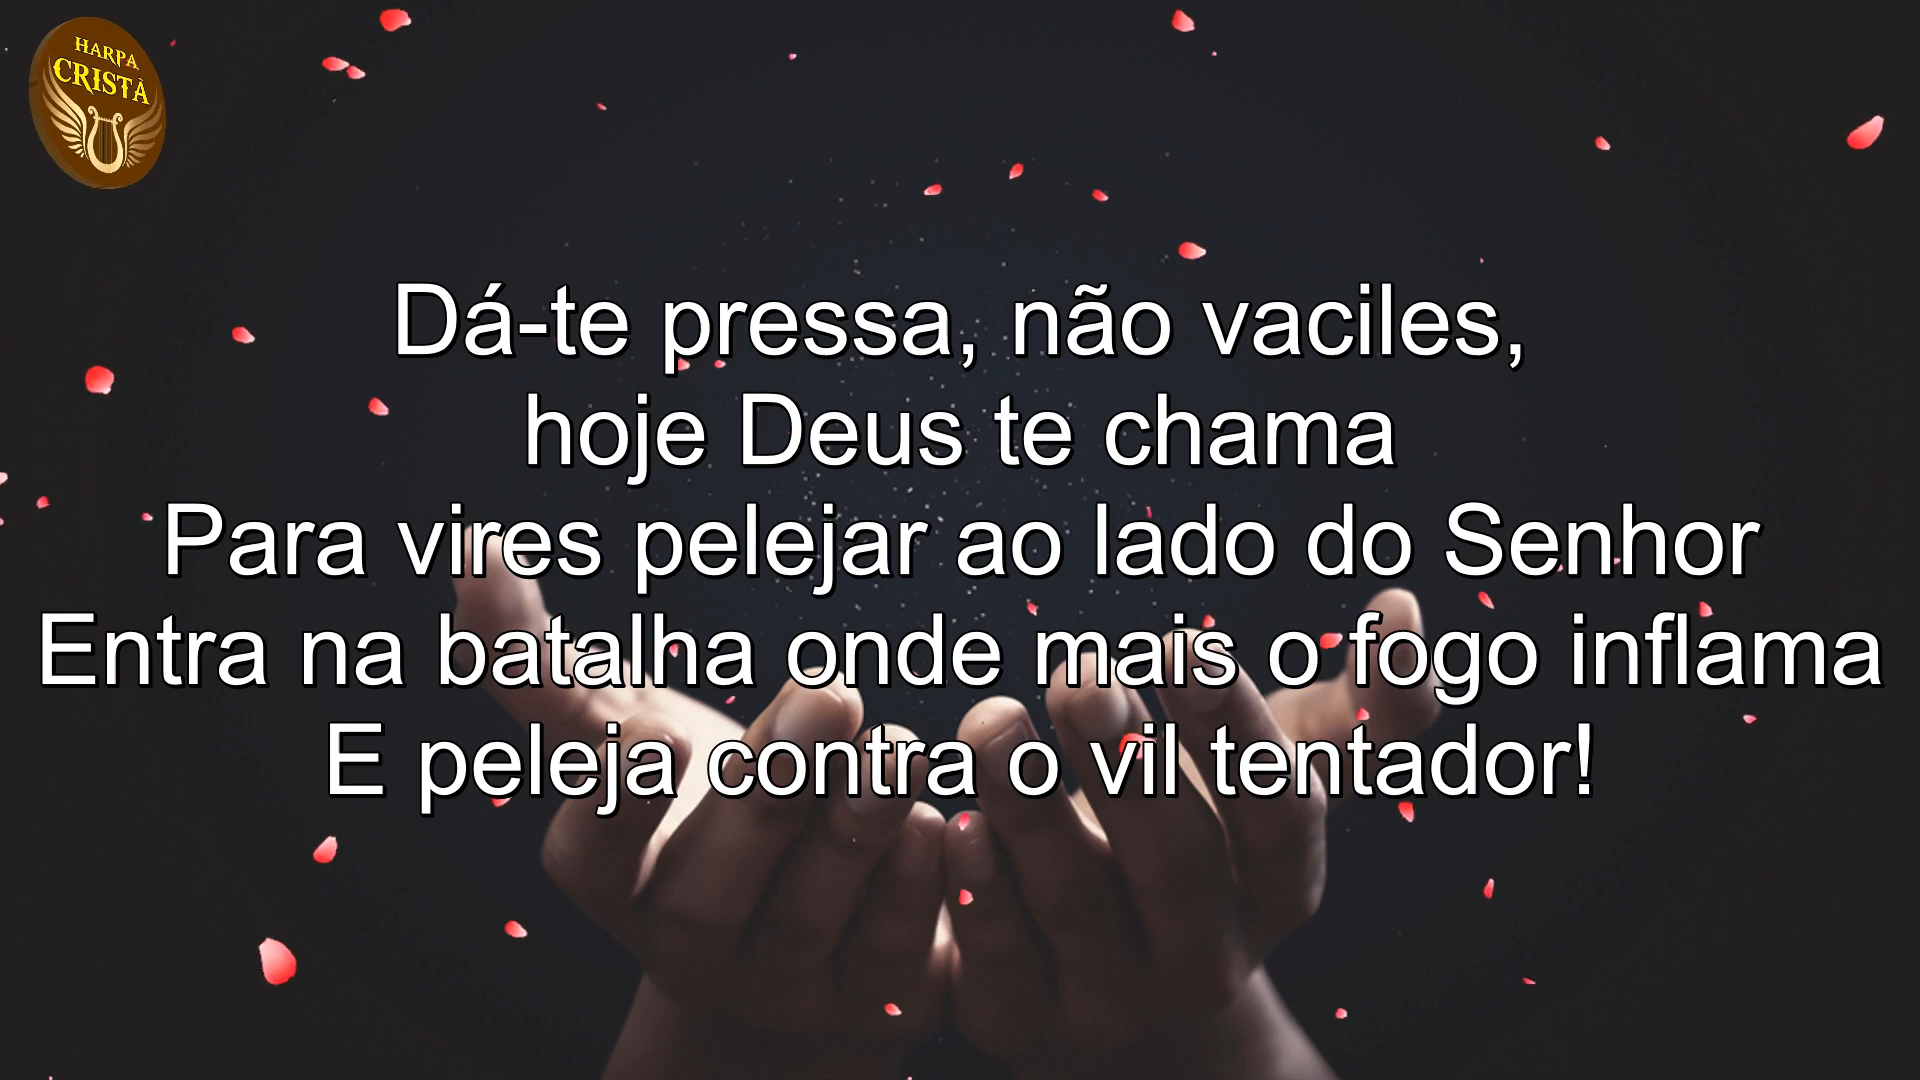 HARPA
CRISTÃ
Dá-te pressa, não vaciles,
hoje Deus te chama
Para vires pelejar ao lado do Senhor
Entra na batalha onde mais o fogo inflama
E peleja contra o vil tentador!